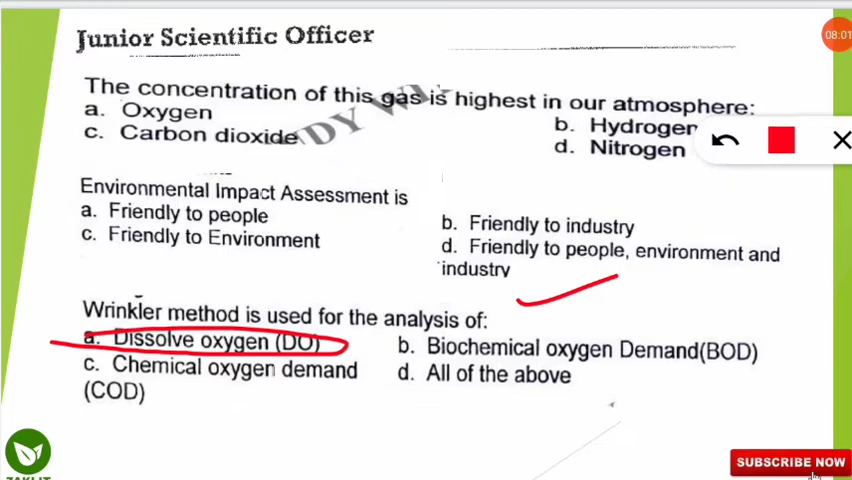 Junior Scientific Officer
08:01
The concentration of this gas is highest in our atmosphere:
a. Oxygen
b. Hydrogen
c. Carbon dioxide
d. Nitrogen
Environmental Impact Assessment is
a. Friendly to people
b. Friendly to industry
c. Friendly to Environment
d. Friendly to people, environment and
industry
Wrinkler method is used for the analysis of:
a. Dissolve oxygen (DO)
b. Biochemical oxygen Demand(BOD)
c. Chemical oxygen demand
(COD)
d. All of the above
SUBSCRIBE NOW